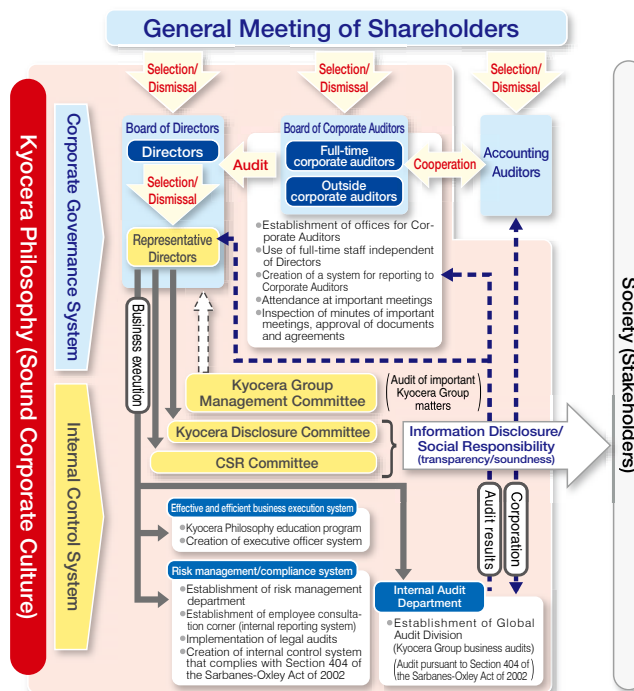 General Meeting of Shareholders
Selection/
Dismissal
Selection/
Dismissal
Selection/
Dismissal
Kyocera Philosophy (Sound Corporate Culture)
Corporate Governance System
Internal Control System
Board of Directors
Directors
Selection/
Dismissal
Representative
Directors
Audit
Board of Corporate Auditors
Full-time
corporate auditors
Outside
corporate auditors
Cooperation
Accounting
Auditors
Establishment of offices for Cor-
porate Auditors
Use of full-time staff independent
of Directors
Creation of a system for reporting to
Corporate Auditors
Attendance at important meetings
Inspection of minutes of important
meetings, approval of documents
and agreements
Business execution
Kyocera Group
Management Committee
(Audit of important
Kyocera Group
matters)
Kyocera Disclosure Committee
CSR Committee
Information Disclosure/
Social Responsibility
(transparency/soundness)
Society (Stakeholders)
Audit results
Corporation
Effective and efficient business execution system
Kyocera Philosophy education program
Creation of executive officer system
Risk management/compliance system
Establishment of risk management
department
Establishment of employee consulta-
tion corner (internal reporting system)
Implementation of legal audits
Creation of internal control system
that complies with Section 404 of
the Sarbanes-Oxley Act of 2002
Internal Audit
Department
Establishment of Global
Audit Division
(Kyocera Group business audits)
(Audit pursuant to Section 404 of
the Sarbanes-Oxley Act of 2002)